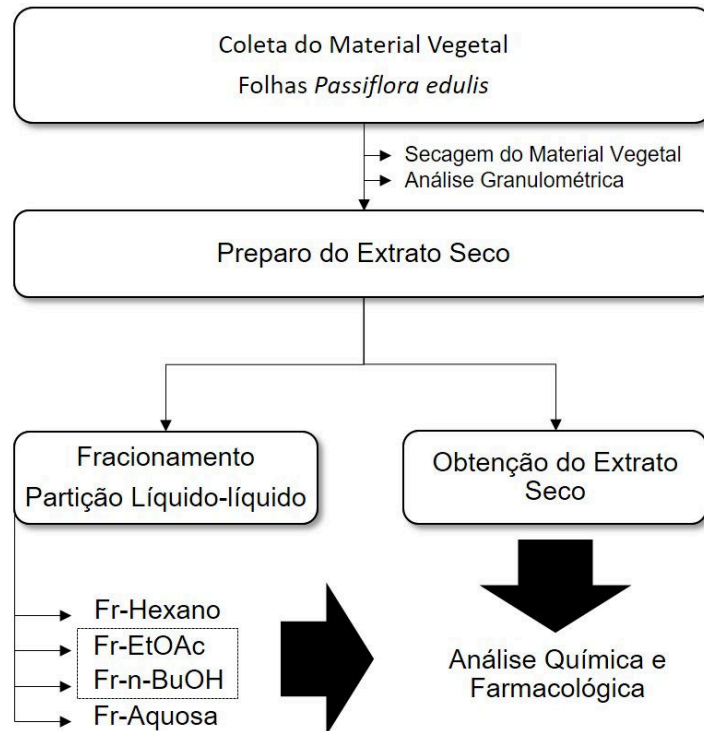 Coleta do Material Vegetal
Folhas Passiflora edulis
Secagem do Material Vegetal
Análise Granulométrica
Preparo do Extrato Seco
Fracionamento
Partição Líquido-líquido
Obtenção do Extrato
Seco
Fr-Hexano
Fr-EtOAc
Fr-n-BuOH
Fr-Aquosa
Análise Química e
Farmacológica